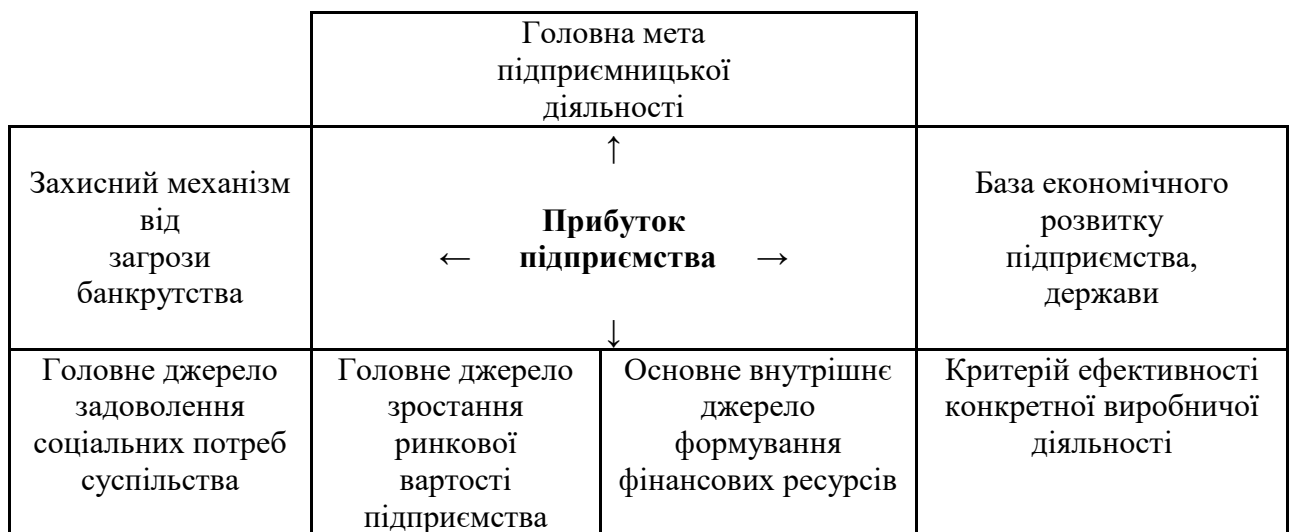 Головна мета
підприємницької
діяльності
Захисний механізм
від
загрози
банкрутства
↑
Прибуток
← підприємства →
↓
База економічного
розвитку
підприємства,
держави
Головне джерело
задоволення
соціальних потреб
суспільства
Головне джерело
зростання
ринкової
вартості
підприємства
Основне внутрішнє
джерело
формування
фінансових ресурсів
Критерій ефективності
конкретної виробничої
діяльності